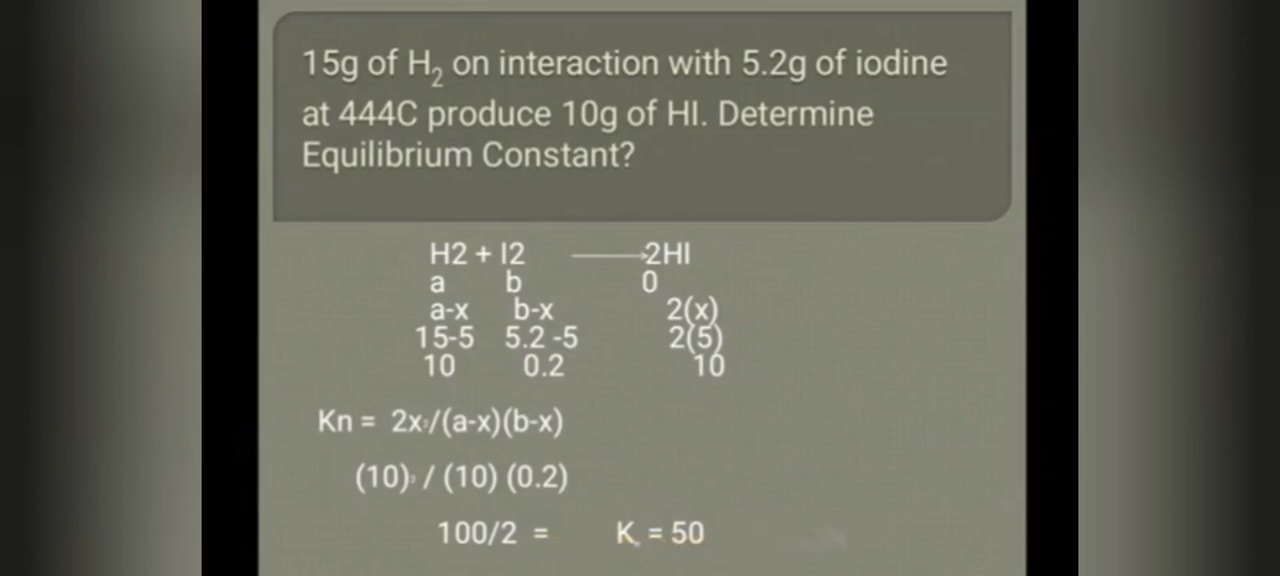 15g of H₂ on interaction with 5.2g of iodine
at 444C produce 10g of HI. Determine
Equilibrium Constant?
H2 + I2 ⟶ 2HI
a b 0
a-x b-x 2(x)
15-5 5.2 -5 2(5)
10 0.2 10
Kn = 2x²/(a-x)(b-x)
(10)² / (10) (0.2)
100/2 = K = 50